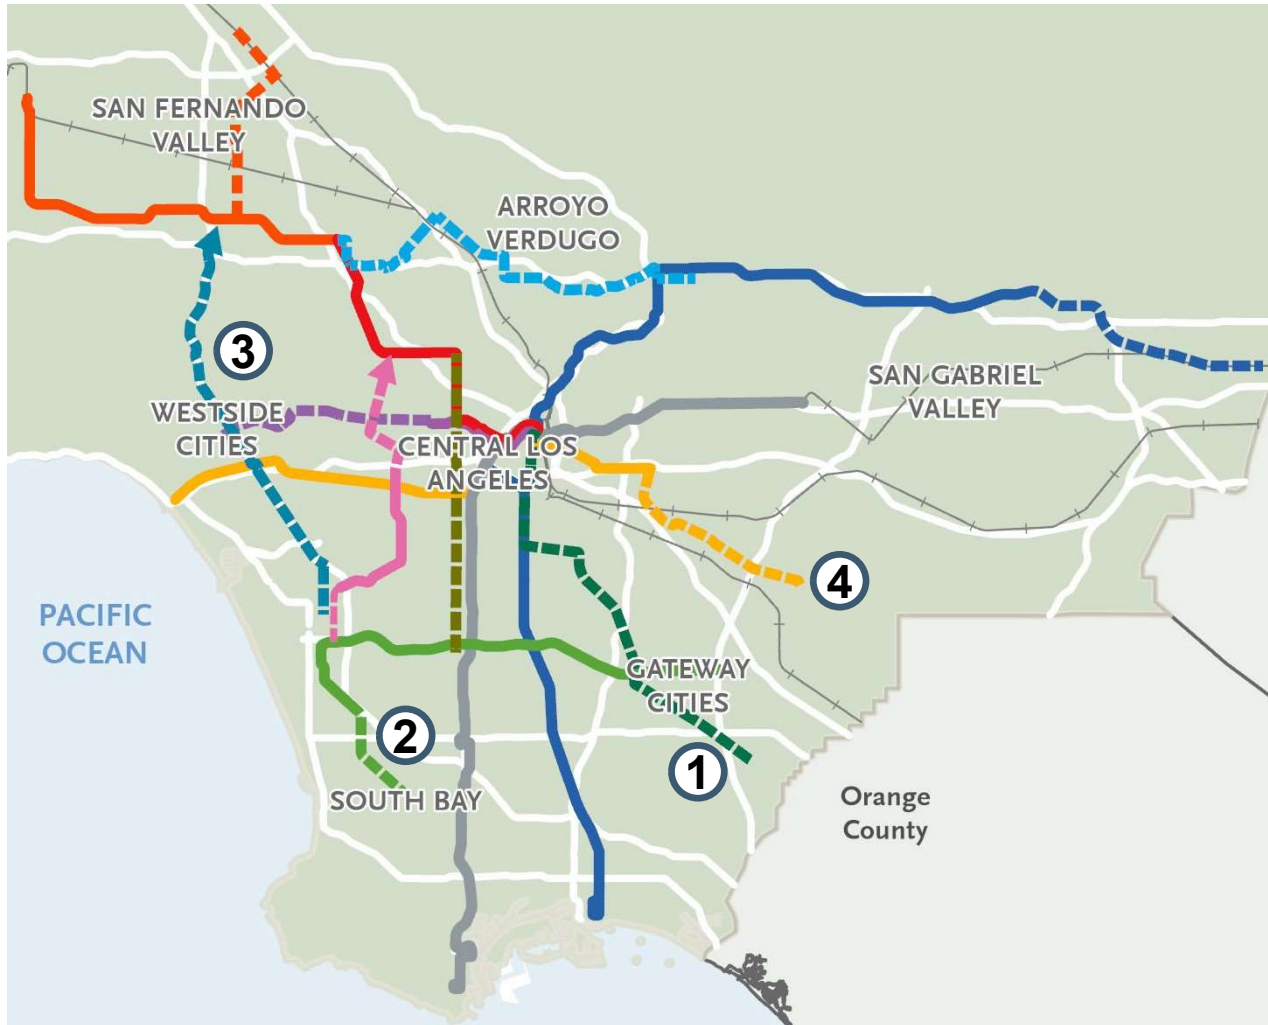 SAN FERNANDO
VALLEY
ARROYO
VERDUGO
3
SAN GABRIEL
VALLEY
WESTSIDE
CITIES
CENTRAL LOS
ANGELES
4
PACIFIC
OCEAN
GATEWAY
CITIES
2
1
SOUTH BAY
Orange
County